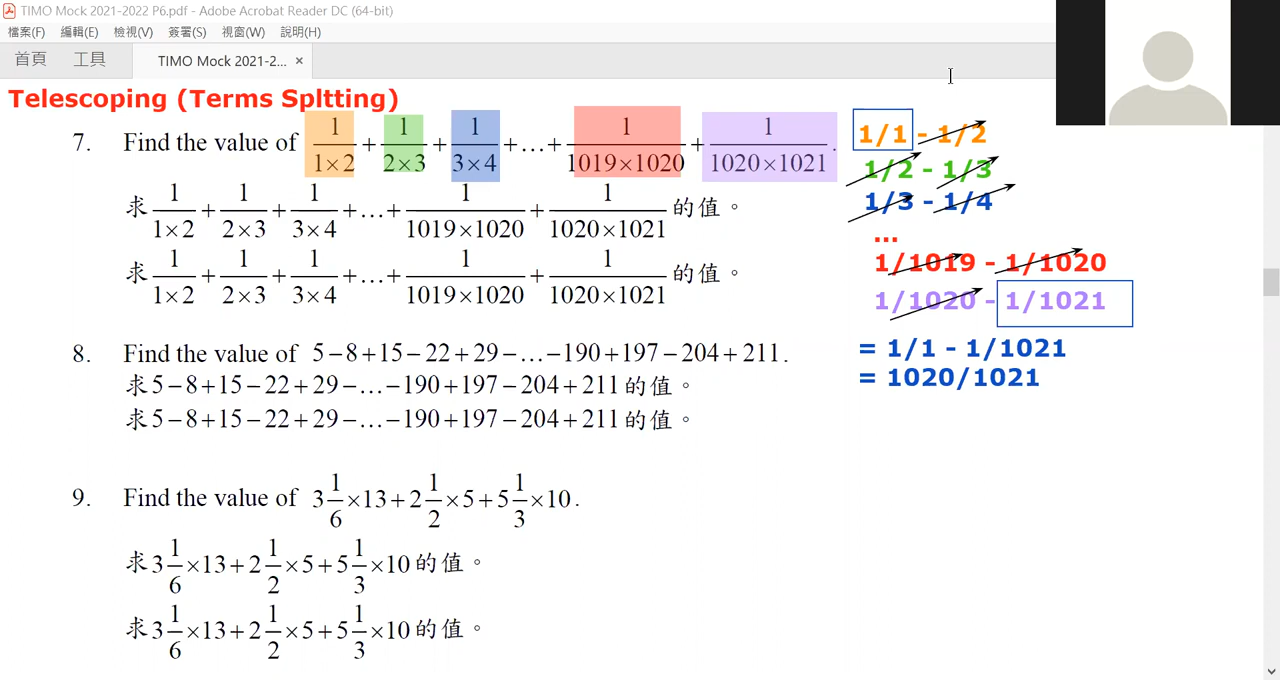 TIMO Mock 2021-2022 P6.pdf - Adobe Acrobat Reader DC (64-bit)
檔案(F) 編輯(E) 檢視(V) 簽署(S) 視窗(W) 說明(H)
首頁 工具 TIMO Mock 2021-2... ×
Telescoping (Terms Spltting)
7. Find the value of 1/(1×2) + 1/(2×3) + 1/(3×4) + … + 1/(1019×1020) + 1/(1020×1021).
求 1/(1×2) + 1/(2×3) + 1/(3×4) + … + 1/(1019×1020) + 1/(1020×1021) 的值。
求 1/(1×2) + 1/(2×3) + 1/(3×4) + … + 1/(1019×1020) + 1/(1020×1021) 的值。
1/1 - 1/2
1/2 - 1/3
1/3 - 1/4
...
1/1019 - 1/1020
1/1020 - 1/1021
= 1/1 - 1/1021
= 1020/1021
8. Find the value of 5−8+15−22+29−…−190+197−204+211.
求5−8+15−22+29−…−190+197−204+211的值。
求5−8+15−22+29−…−190+197−204+211的值。
9. Find the value of 3 1/6 ×13+2 1/2 ×5+5 1/3 ×10.
求3 1/6 ×13+2 1/2 ×5+5 1/3 ×10的值。
求3 1/6 ×13+2 1/2 ×5+5 1/3 ×10的值。